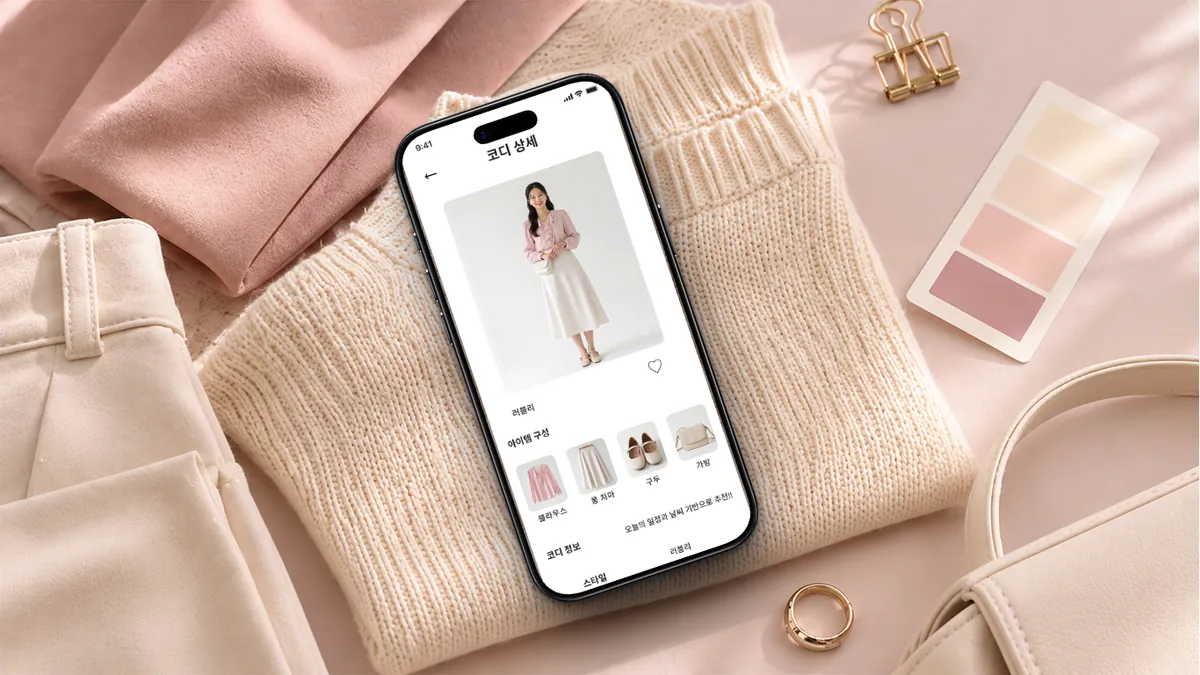 9:41
코디 상세
러블리
아이템 구성
블라우스
롱 치마
구두
가방
오늘의 일정과 날씨 기반으로 추천!!
코디 정보
러블리
스타일